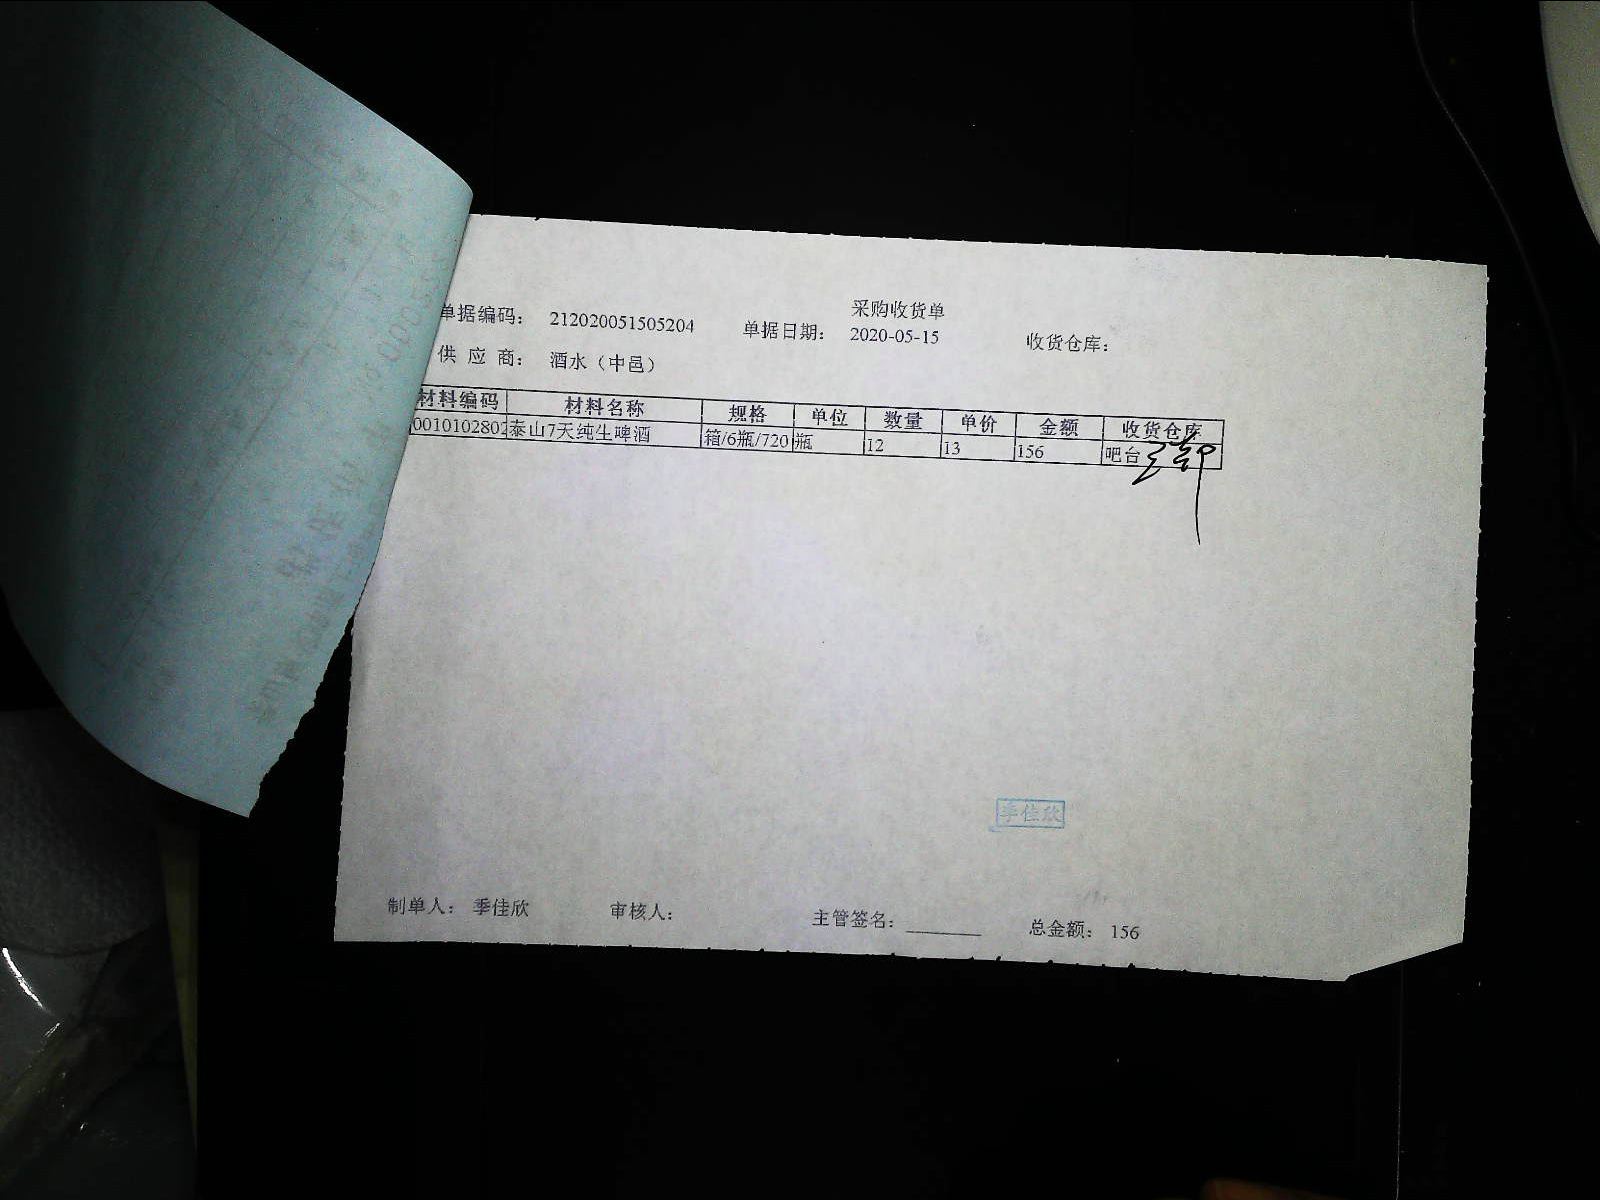 采购收货单
单据编码： 212020051505204 单据日期： 2020-05-15 收货仓库：
供 应 商： 酒水（中邑）
材料编码 材料名称 规格 单位 数量 单价 金额 收货仓库
0010102802 泰山7天纯生啤酒 箱/6瓶/720 瓶 12 13 156 吧台
季佳欣
制单人： 季佳欣 审核人： 主管签名： ________ 总金额： 156